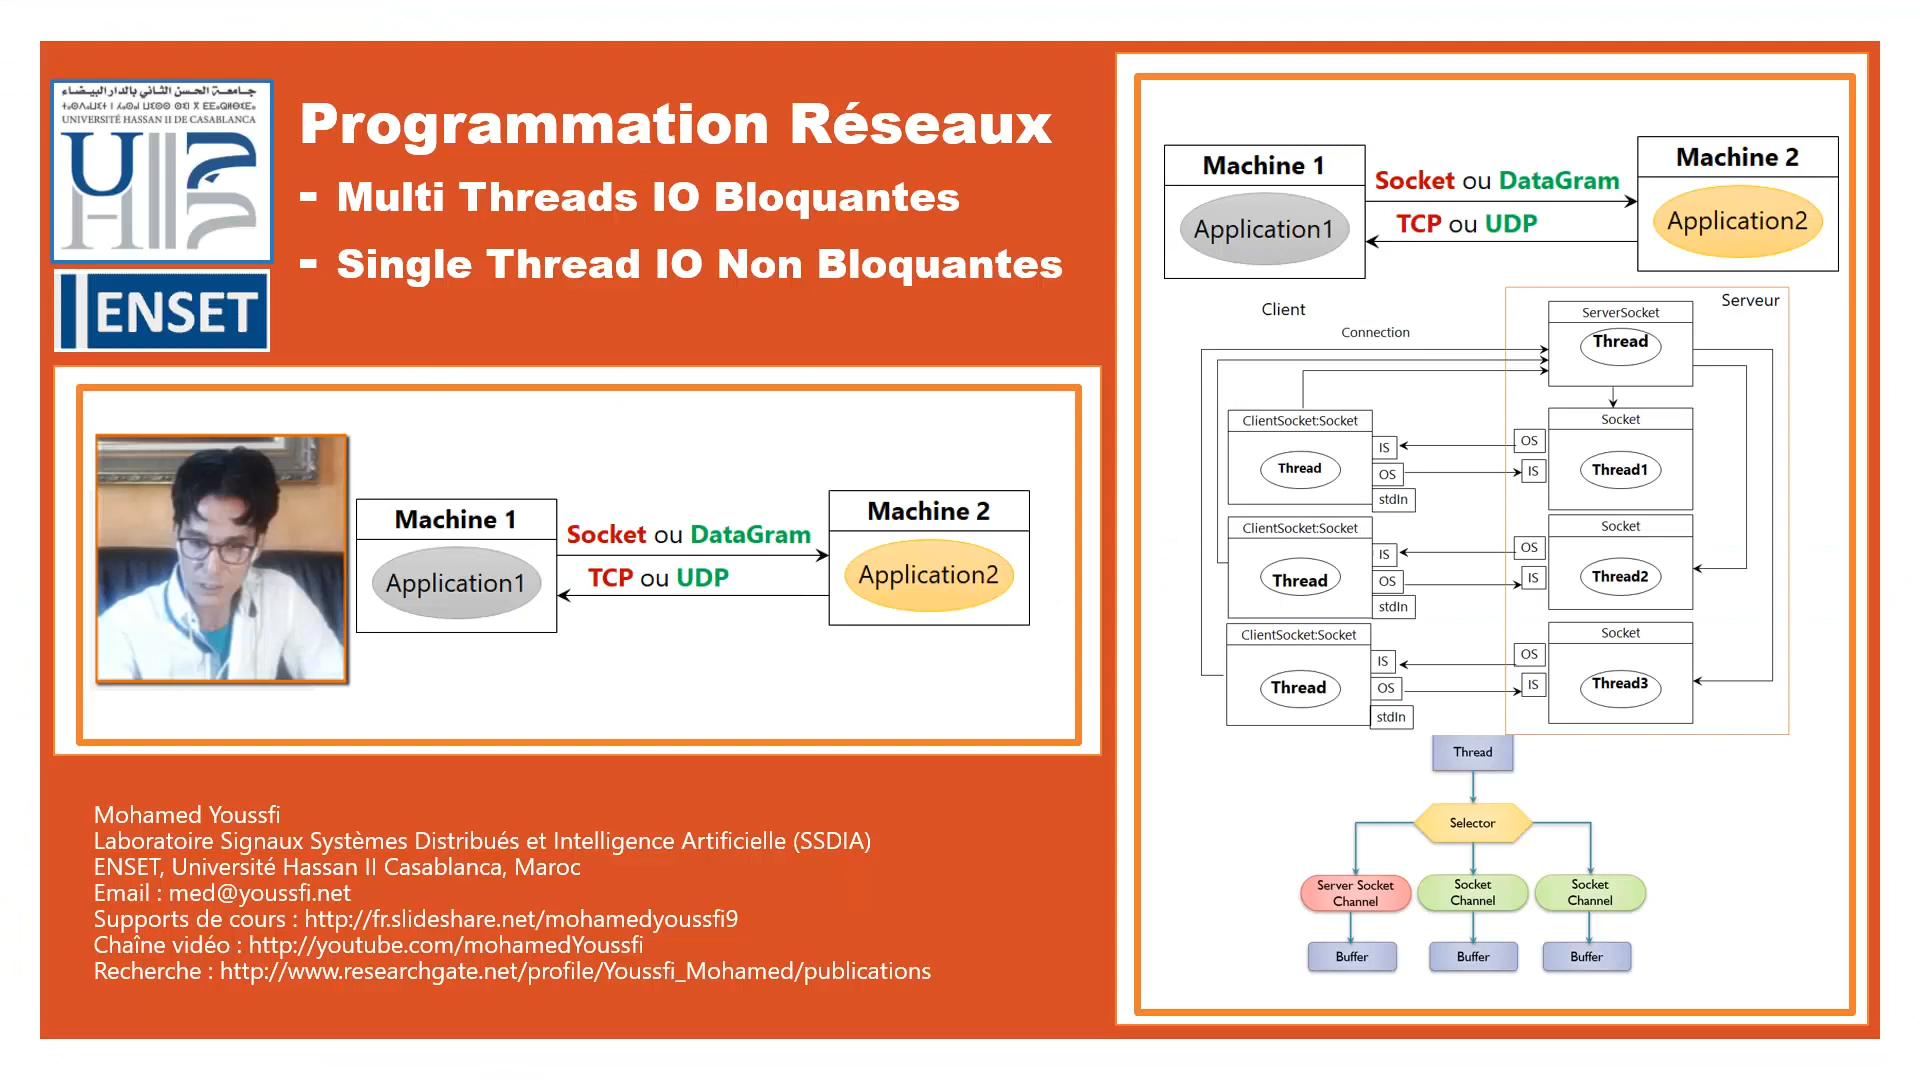 جامعة الحسن الثاني بالدار البيضاء
UNIVERSITÉ HASSAN II DE CASABLANCA
ENSET
Programmation Réseaux
- Multi Threads IO Bloquantes
- Single Thread IO Non Bloquantes
Machine 1
Application1
Socket ou DataGram
TCP ou UDP
Machine 2
Application2
Mohamed Youssfi
Laboratoire Signaux Systèmes Distribués et Intelligence Artificielle (SSDIA)
ENSET, Université Hassan II Casablanca, Maroc
Email : med@youssfi.net
Supports de cours : http://fr.slideshare.net/mohamedyoussfi9
Chaîne vidéo : http://youtube.com/mohamedYoussfi
Recherche : http://www.researchgate.net/profile/Youssfi_Mohamed/publications
Machine 1
Application1
Socket ou DataGram
TCP ou UDP
Machine 2
Application2
Client
Connection
Serveur
ServerSocket
Thread
ClientSocket:Socket
Thread
IS
OS
stdIn
OS
IS
Socket
Thread1
ClientSocket:Socket
Thread
IS
OS
stdIn
OS
IS
Socket
Thread2
ClientSocket:Socket
Thread
IS
OS
stdIn
OS
IS
Socket
Thread3
Thread
Selector
Server Socket
Channel
Socket
Channel
Socket
Channel
Buffer
Buffer
Buffer